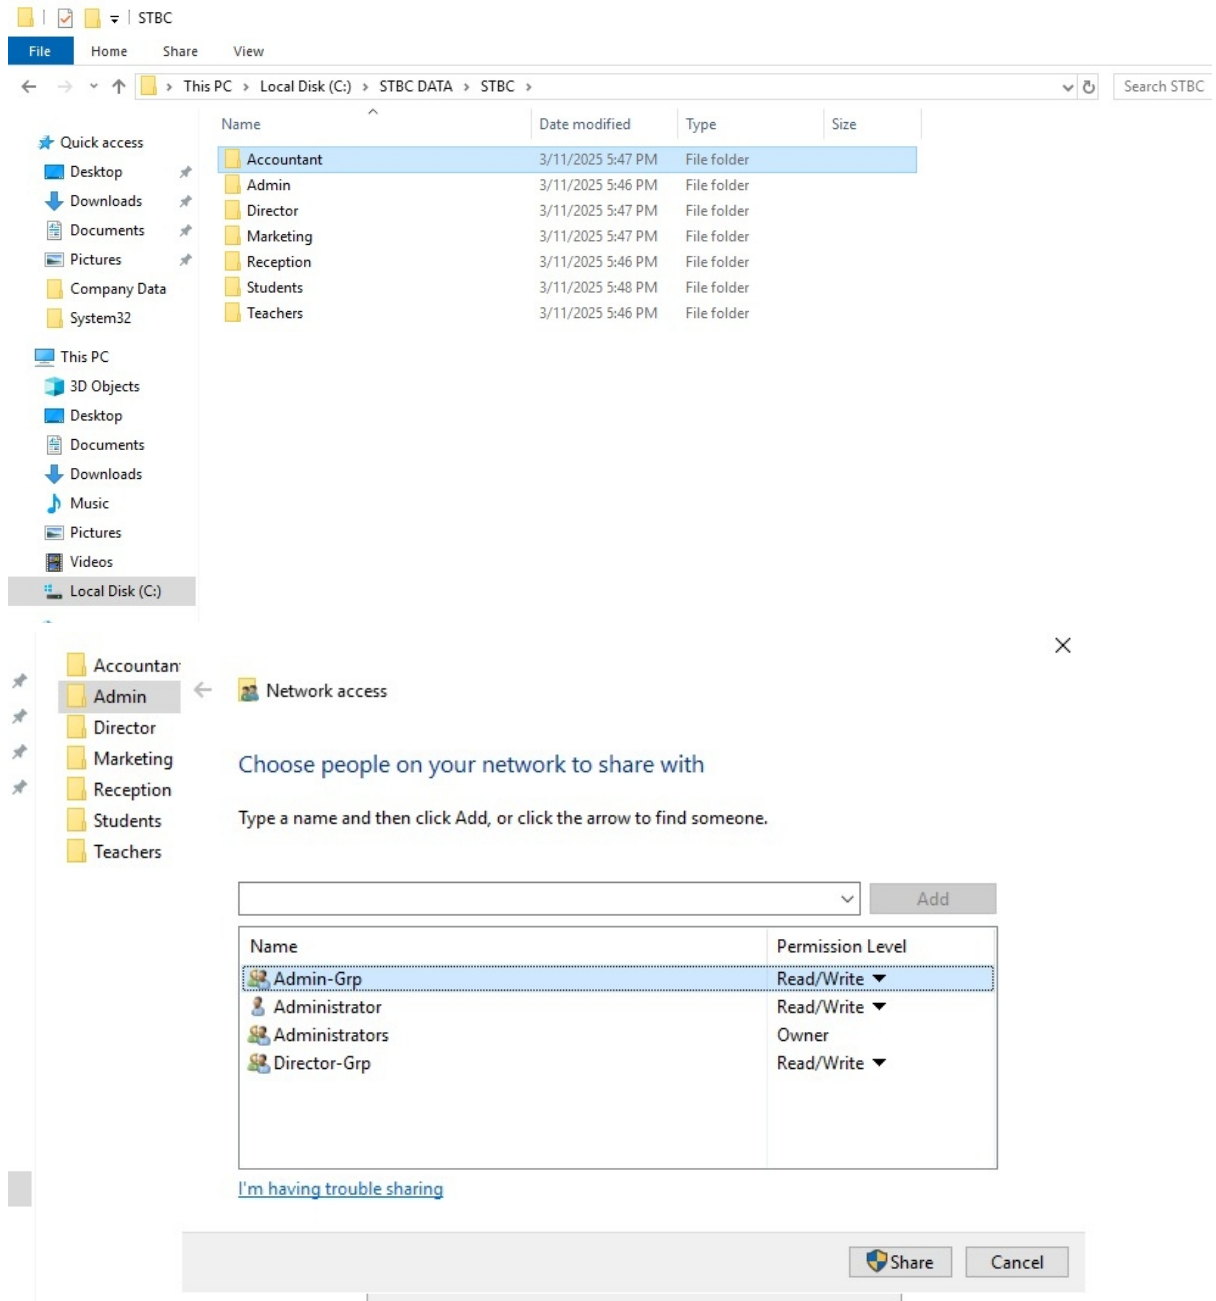 STBC
File Home Share View
This PC Local Disk (C:) STBC DATA STBC Search STBC
Name Date modified Type Size
Quick access
Desktop
Downloads
Documents
Pictures
Company Data
System32
This PC
3D Objects
Desktop
Documents
Downloads
Music
Pictures
Videos
Local Disk (C:)
Accountant 3/11/2025 5:47 PM File folder
Admin 3/11/2025 5:46 PM File folder
Director 3/11/2025 5:47 PM File folder
Marketing 3/11/2025 5:47 PM File folder
Reception 3/11/2025 5:46 PM File folder
Students 3/11/2025 5:48 PM File folder
Teachers 3/11/2025 5:46 PM File folder
Accountan
Admin
Director
Marketing
Reception
Students
Teachers
Network access
Choose people on your network to share with
Type a name and then click Add, or click the arrow to find someone.
Add
Name Permission Level
Admin-Grp Read/Write
Administrator Read/Write
Administrators Owner
Director-Grp Read/Write
I'm having trouble sharing
Share Cancel